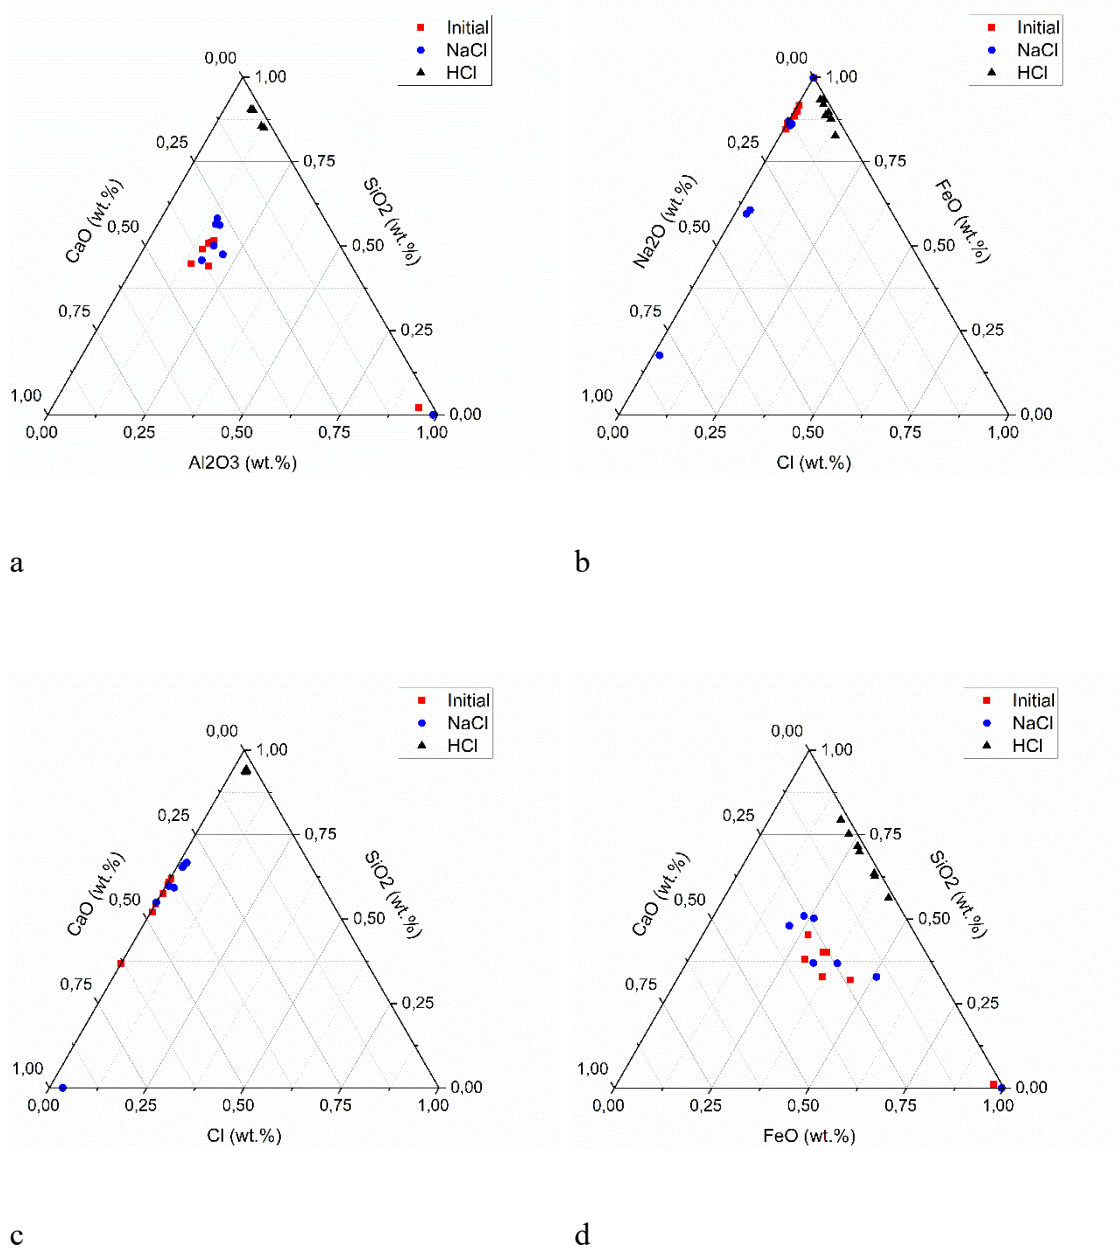 Initial
NaCl
HCl
0,00
1,00
0,25
0,75
CaO (wt.%)
SiO2 (wt.%)
0,50
0,50
0,75
0,25
1,00
0,00
0,00
0,25
0,50
0,75
1,00
Al2O3 (wt.%)
a
Initial
NaCl
HCl
0,00
1,00
0,25
0,75
Na2O (wt.%)
FeO (wt.%)
0,50
0,50
0,75
0,25
1,00
0,00
0,00
0,25
0,50
0,75
1,00
Cl (wt.%)
b
Initial
NaCl
HCl
0,00
1,00
0,25
0,75
CaO (wt.%)
SiO2 (wt.%)
0,50
0,50
0,75
0,25
1,00
0,00
0,00
0,25
0,50
0,75
1,00
Cl (wt.%)
c
Initial
NaCl
HCl
0,00
1,00
0,25
0,75
CaO (wt.%)
SiO2 (wt.%)
0,50
0,50
0,75
0,25
1,00
0,00
0,00
0,25
0,50
0,75
1,00
FeO (wt.%)
d